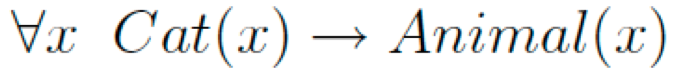 ∀x Cat(x) → Animal(x)